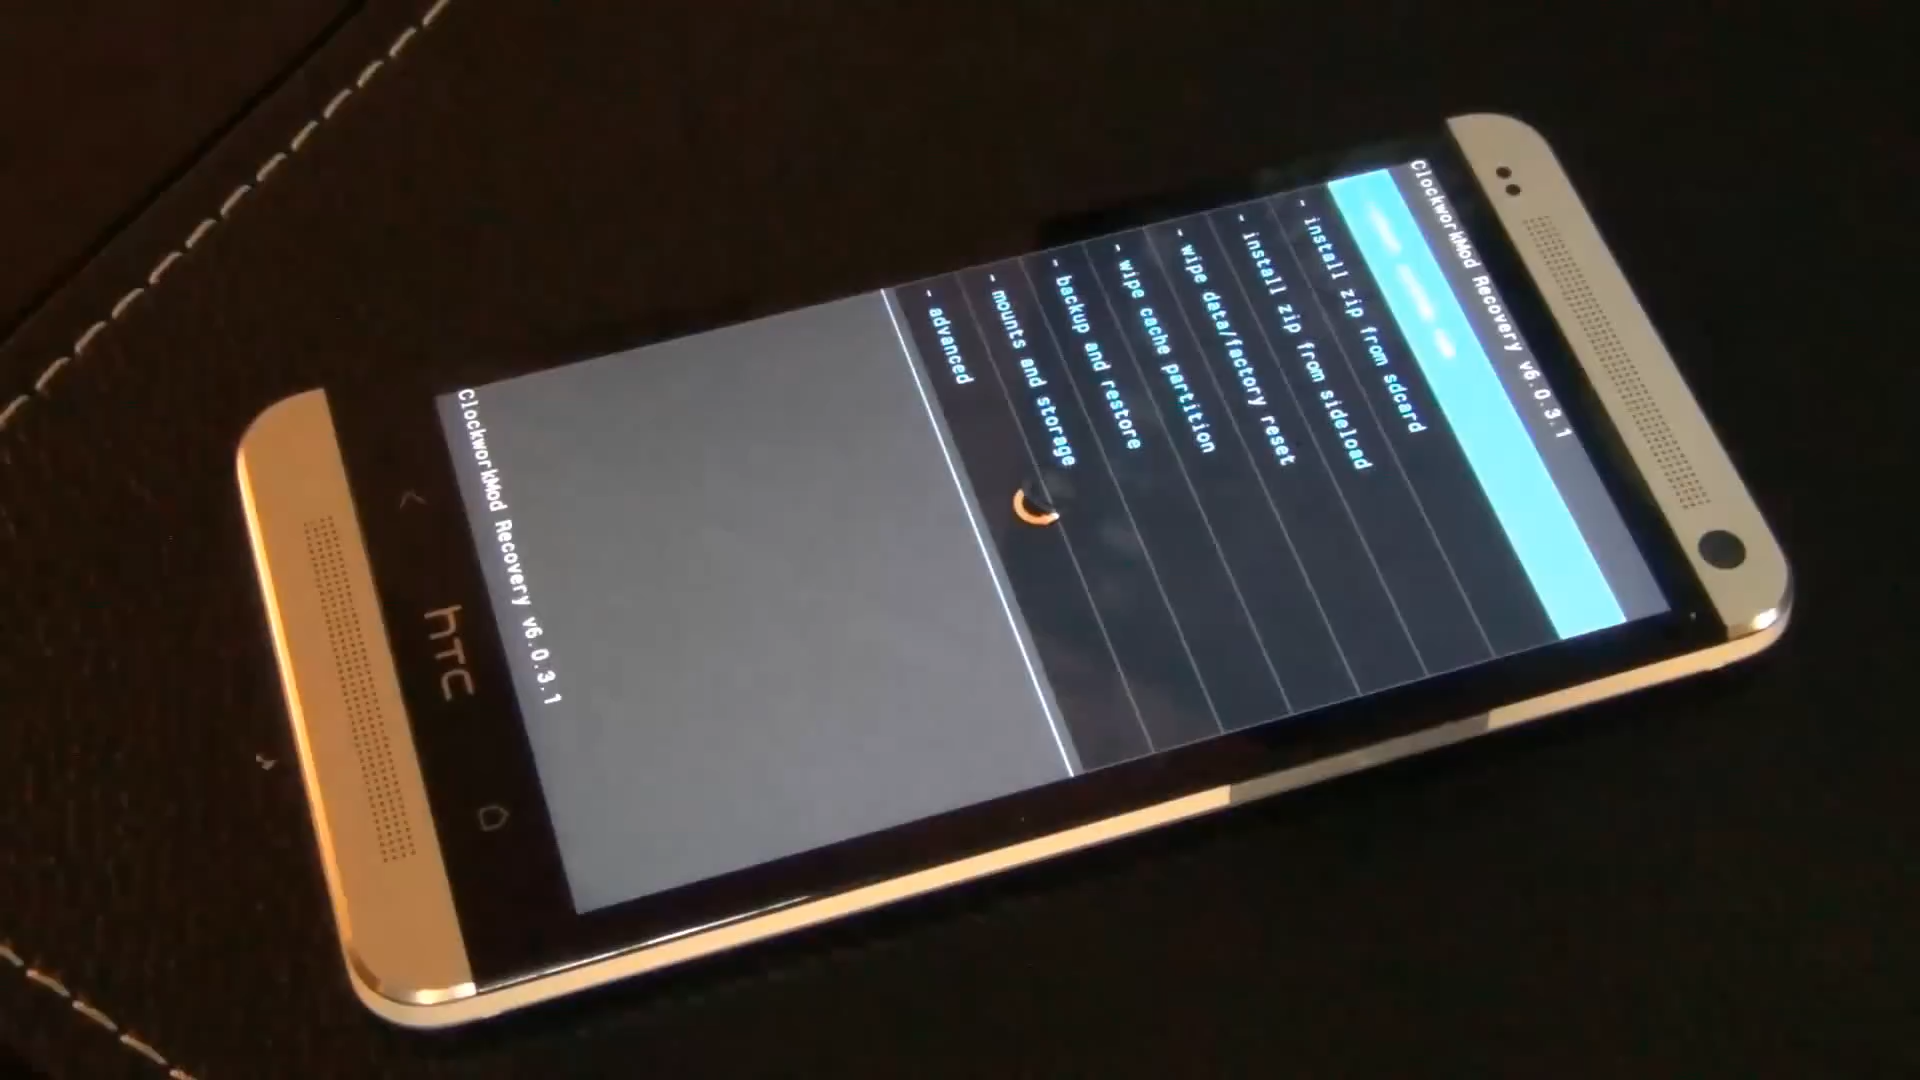 ClockworkMod Recovery v6.0.3.1
- install zip from sdcard
- install zip from sideload
- wipe data/factory reset
- wipe cache partition
- backup and restore
- mounts and storage
- advanced
ClockworkMod Recovery v6.0.3.1
hTC